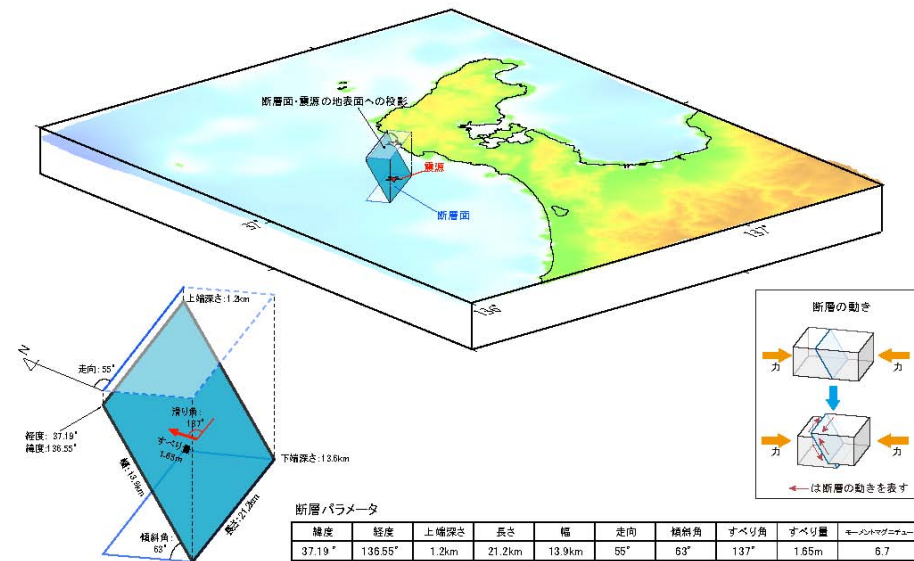 断層面・震源の地表面への投影
震源
断層面
37°
137°
136°
上端深さ:1.2km
N
走向: 55°
滑り角:
137°
すべり量
1.65m
経度: 37.19°
緯度:136.55°
幅:13.9km
下端深さ:13.6km
長さ:21.2km
傾斜角:
63°
断層の動き
力
力
力
力
は断層の動きを表す
断層パラメータ
緯度 経度 上端深さ 長さ 幅 走向 傾斜角 すべり角 すべり量 モーメントマグニチュー
37.19° 136.55° 1.2km 21.2km 13.9km 55° 63° 137° 1.65m 6.7